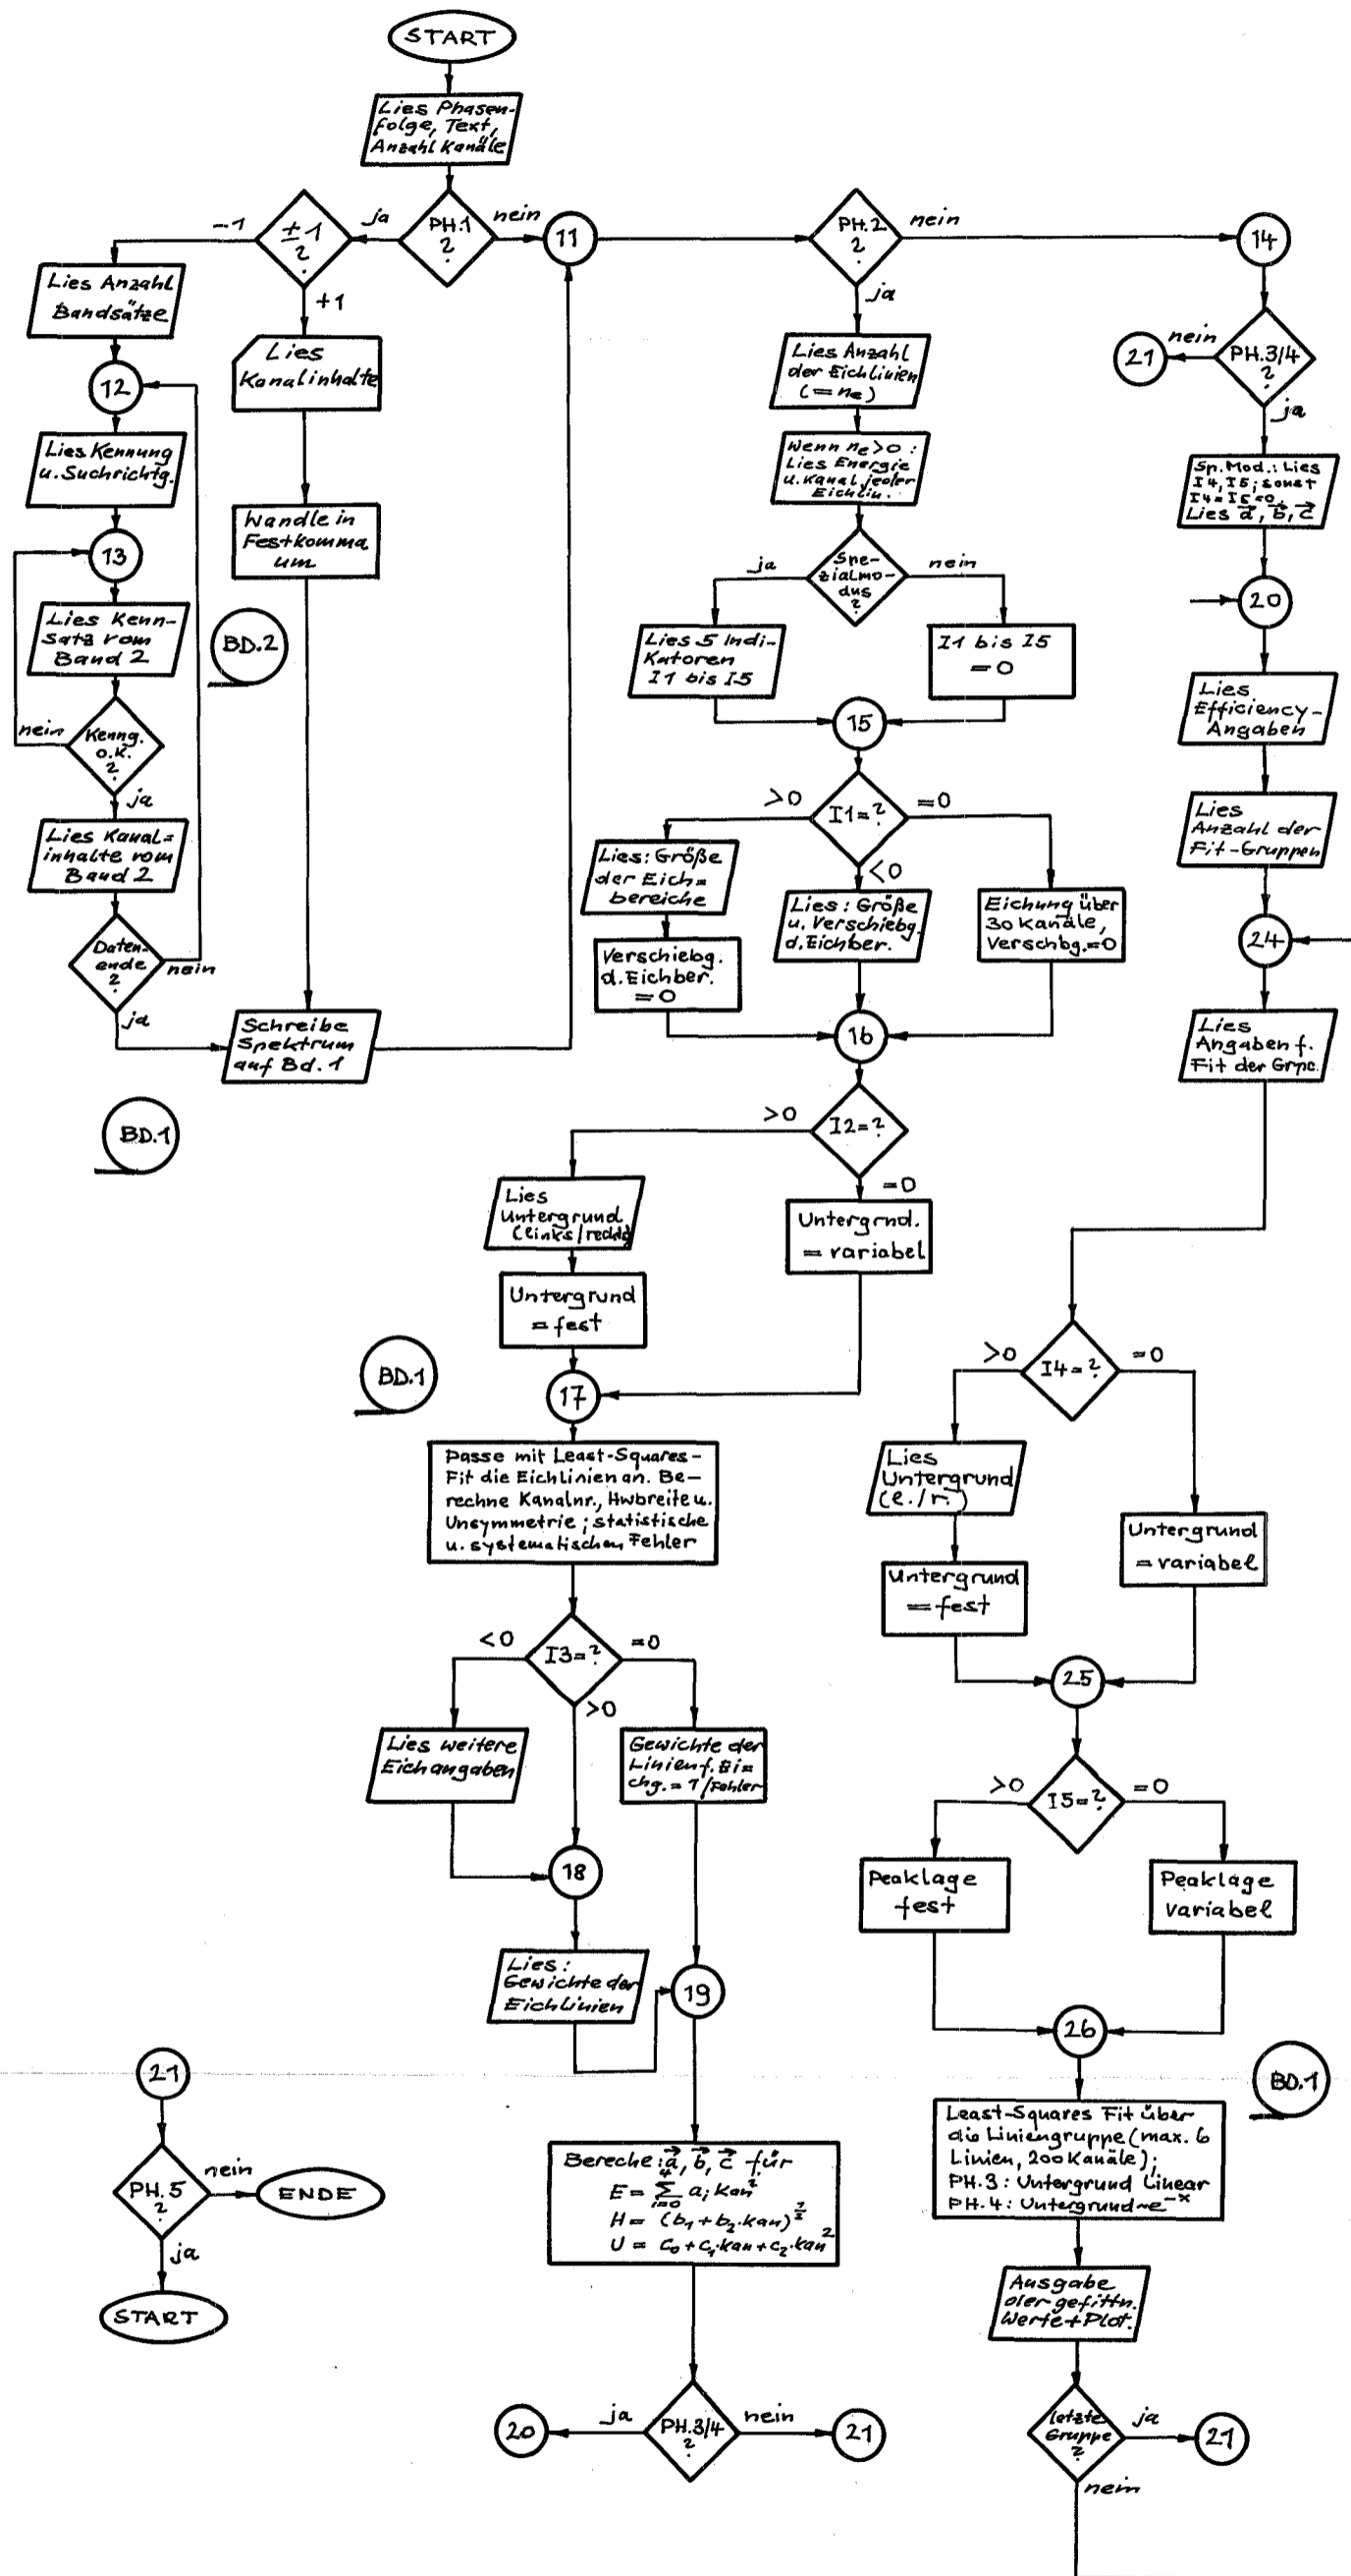 START
Lies Phasen-
folge, Text,
Anzahl Kanäle
PH.1
?
ja
nein
±1
?
-1
+1
Lies Anzahl
Bandsätze
12
Lies Kennung
u. Suchrichtg.
13
Lies Kenn-
satz vom
Band 2
Kenng.
o.K.
?
nein
ja
Lies Kanal=
inhalte vom
Band 2
Daten-
ende
?
nein
ja
Lies
Kanalinhalte
Wandle in
Festkomma
um
BD.2
Schreibe
Spektrum
auf Bd. 1
BD.1
11
PH.2
?
nein
ja
Lies Anzahl
der Eichlinien
(= ne)
Wenn ne > 0 :
Lies Energie
u. Kanal jeder
Eichlin.
Spe-
zialmo-
dus
?
ja
nein
Lies 5 Indi-
katoren
I1 bis I5
I1 bis I5
= 0
15
I1 = ?
>0
=0
<0
Lies: Größe
der Eich=
bereiche
Verschiebg.
d. Eichber.
= 0
Lies: Größe
u. Verschiebg.
d. Eichber.
Eichung über
30 Kanäle,
Verschbg. = 0
16
I2 = ?
>0
=0
Lies
Untergrund
(links/rechts)
Untergrund
= fest
Untergrnd.
= variabel
BD.1
17
Passe mit Least-Squares-
Fit die Eichlinien an. Be-
rechne Kanalnr., Hwbreite u.
Unsymmetrie; statistische
u. systematischen Fehler
I3 = ?
<0
=0
>0
Lies weitere
Eichangaben
Gewichte der
Linien f. Ei=
chg. = 1/Fehler
18
Lies:
Gewichte der
Eichlinien
19
Bereche: a⃗, b⃗, c⃗ für
E = ∑ᵢ₌₀⁴ aᵢ Kanⁱ
H = (b₁ + b₂·Kan)^½
U = c₀ + c₁·Kan + c₂·Kan²
PH.3/4
?
ja
nein
20
21
14
PH.3/4
?
nein
ja
21
Sp. Mod.: Lies
I4, I5; sonst
I4 = I5 = 0.
Lies a⃗, b⃗, c⃗
20
Lies
Efficiency-
Angaben
Lies
Anzahl der
Fit-Gruppen
24
Lies
Angaben f.
Fit der Grpe.
I4 = ?
>0
=0
Lies
Untergrund
(l./r.)
Untergrund
= fest
Untergrund
= variabel
25
I5 = ?
>0
=0
Peaklage
fest
Peaklage
variabel
26
BD.1
Least-Squares Fit über
die Liniengruppe (max. 6
Linien, 200 Kanäle);
PH.3: Untergrund linear
PH.4: Untergrund ~ e⁻ˣ
Ausgabe
der gefittn.
Werte + Plot.
letzte
Gruppe
?
ja
21
nein
21
PH.5
?
nein
ENDE
ja
START